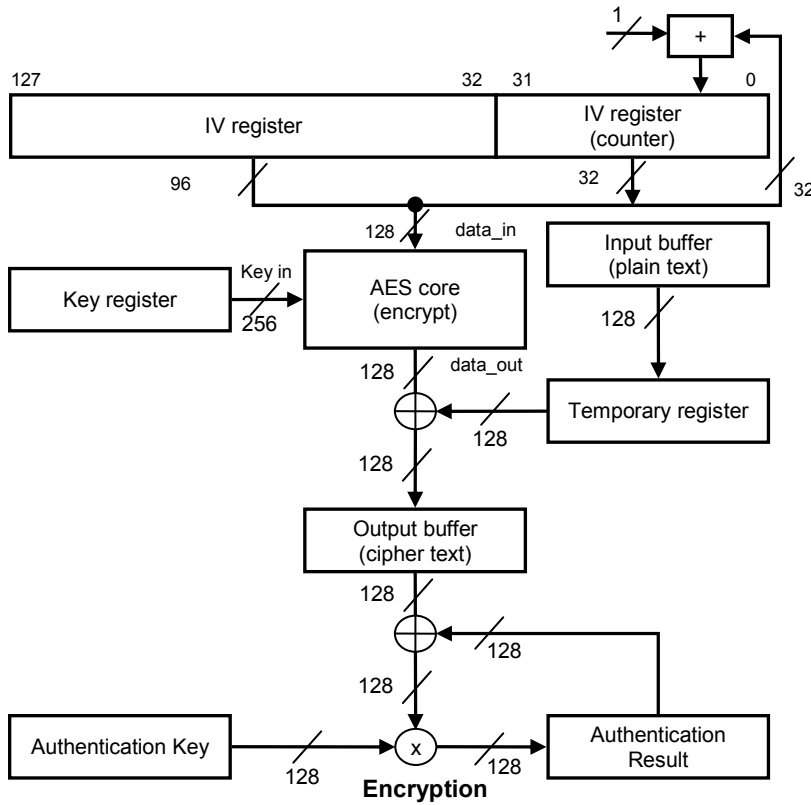 1
+
127
32
31
0
IV register
IV register
(counter)
96
32
32
128
data_in
Input buffer
(plain text)
Key register
Key in
256
AES core
(encrypt)
128
128
data_out
Temporary register
128
128
Output buffer
(cipher text)
128
128
128
Authentication Key
128
x
128
Authentication
Result
Encryption